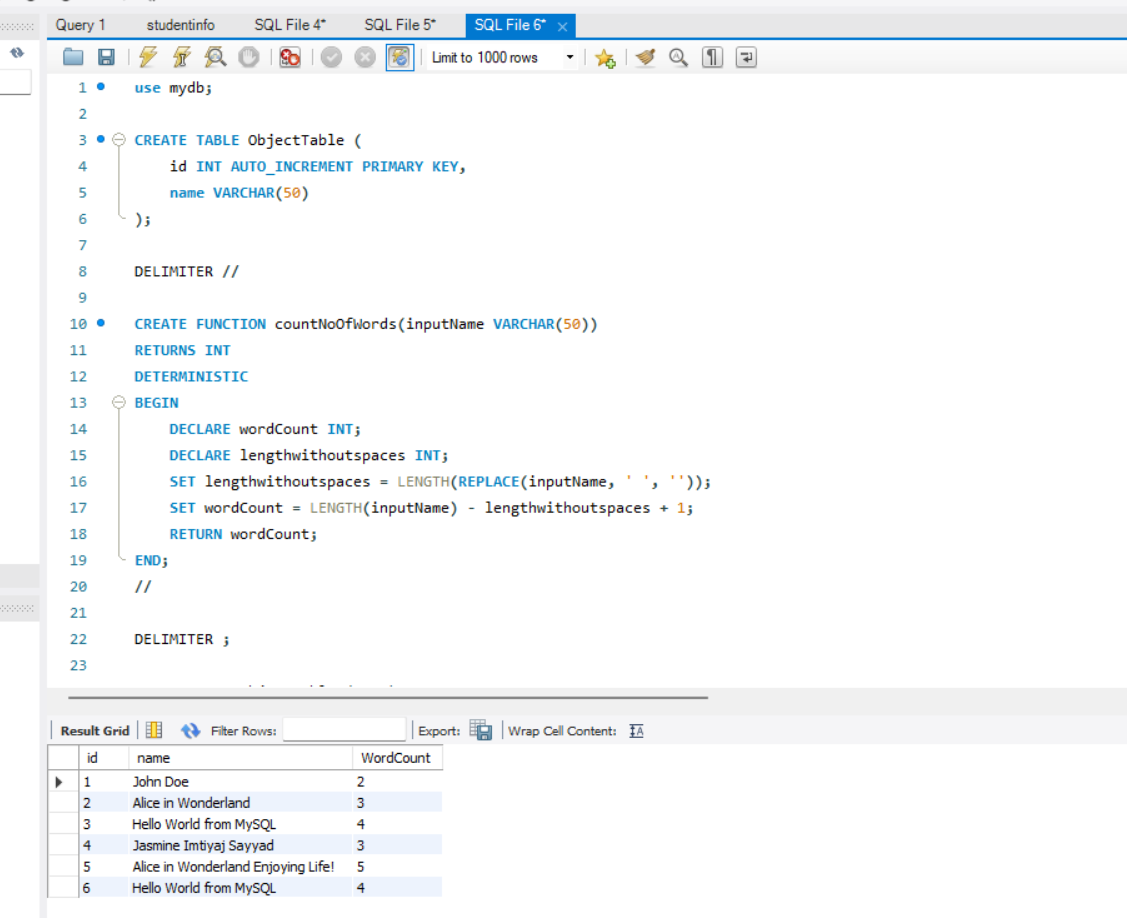 Query 1 studentinfo SQL File 4* SQL File 5* SQL File 6* ×
Limit to 1000 rows
1 use mydb;
2
3 CREATE TABLE ObjectTable (
4 id INT AUTO_INCREMENT PRIMARY KEY,
5 name VARCHAR(50)
6 );
7
8 DELIMITER //
9
10 CREATE FUNCTION countNoOfWords(inputName VARCHAR(50))
11 RETURNS INT
12 DETERMINISTIC
13 BEGIN
14 DECLARE wordCount INT;
15 DECLARE lengthwithoutspaces INT;
16 SET lengthwithoutspaces = LENGTH(REPLACE(inputName, ' ', ''));
17 SET wordCount = LENGTH(inputName) - lengthwithoutspaces + 1;
18 RETURN wordCount;
19 END;
20 //
21
22 DELIMITER ;
23
Result Grid Filter Rows: Export: Wrap Cell Content: IA
id name WordCount
1 John Doe 2
2 Alice in Wonderland 3
3 Hello World from MySQL 4
4 Jasmine Imtiyaj Sayyad 3
5 Alice in Wonderland Enjoying Life! 5
6 Hello World from MySQL 4